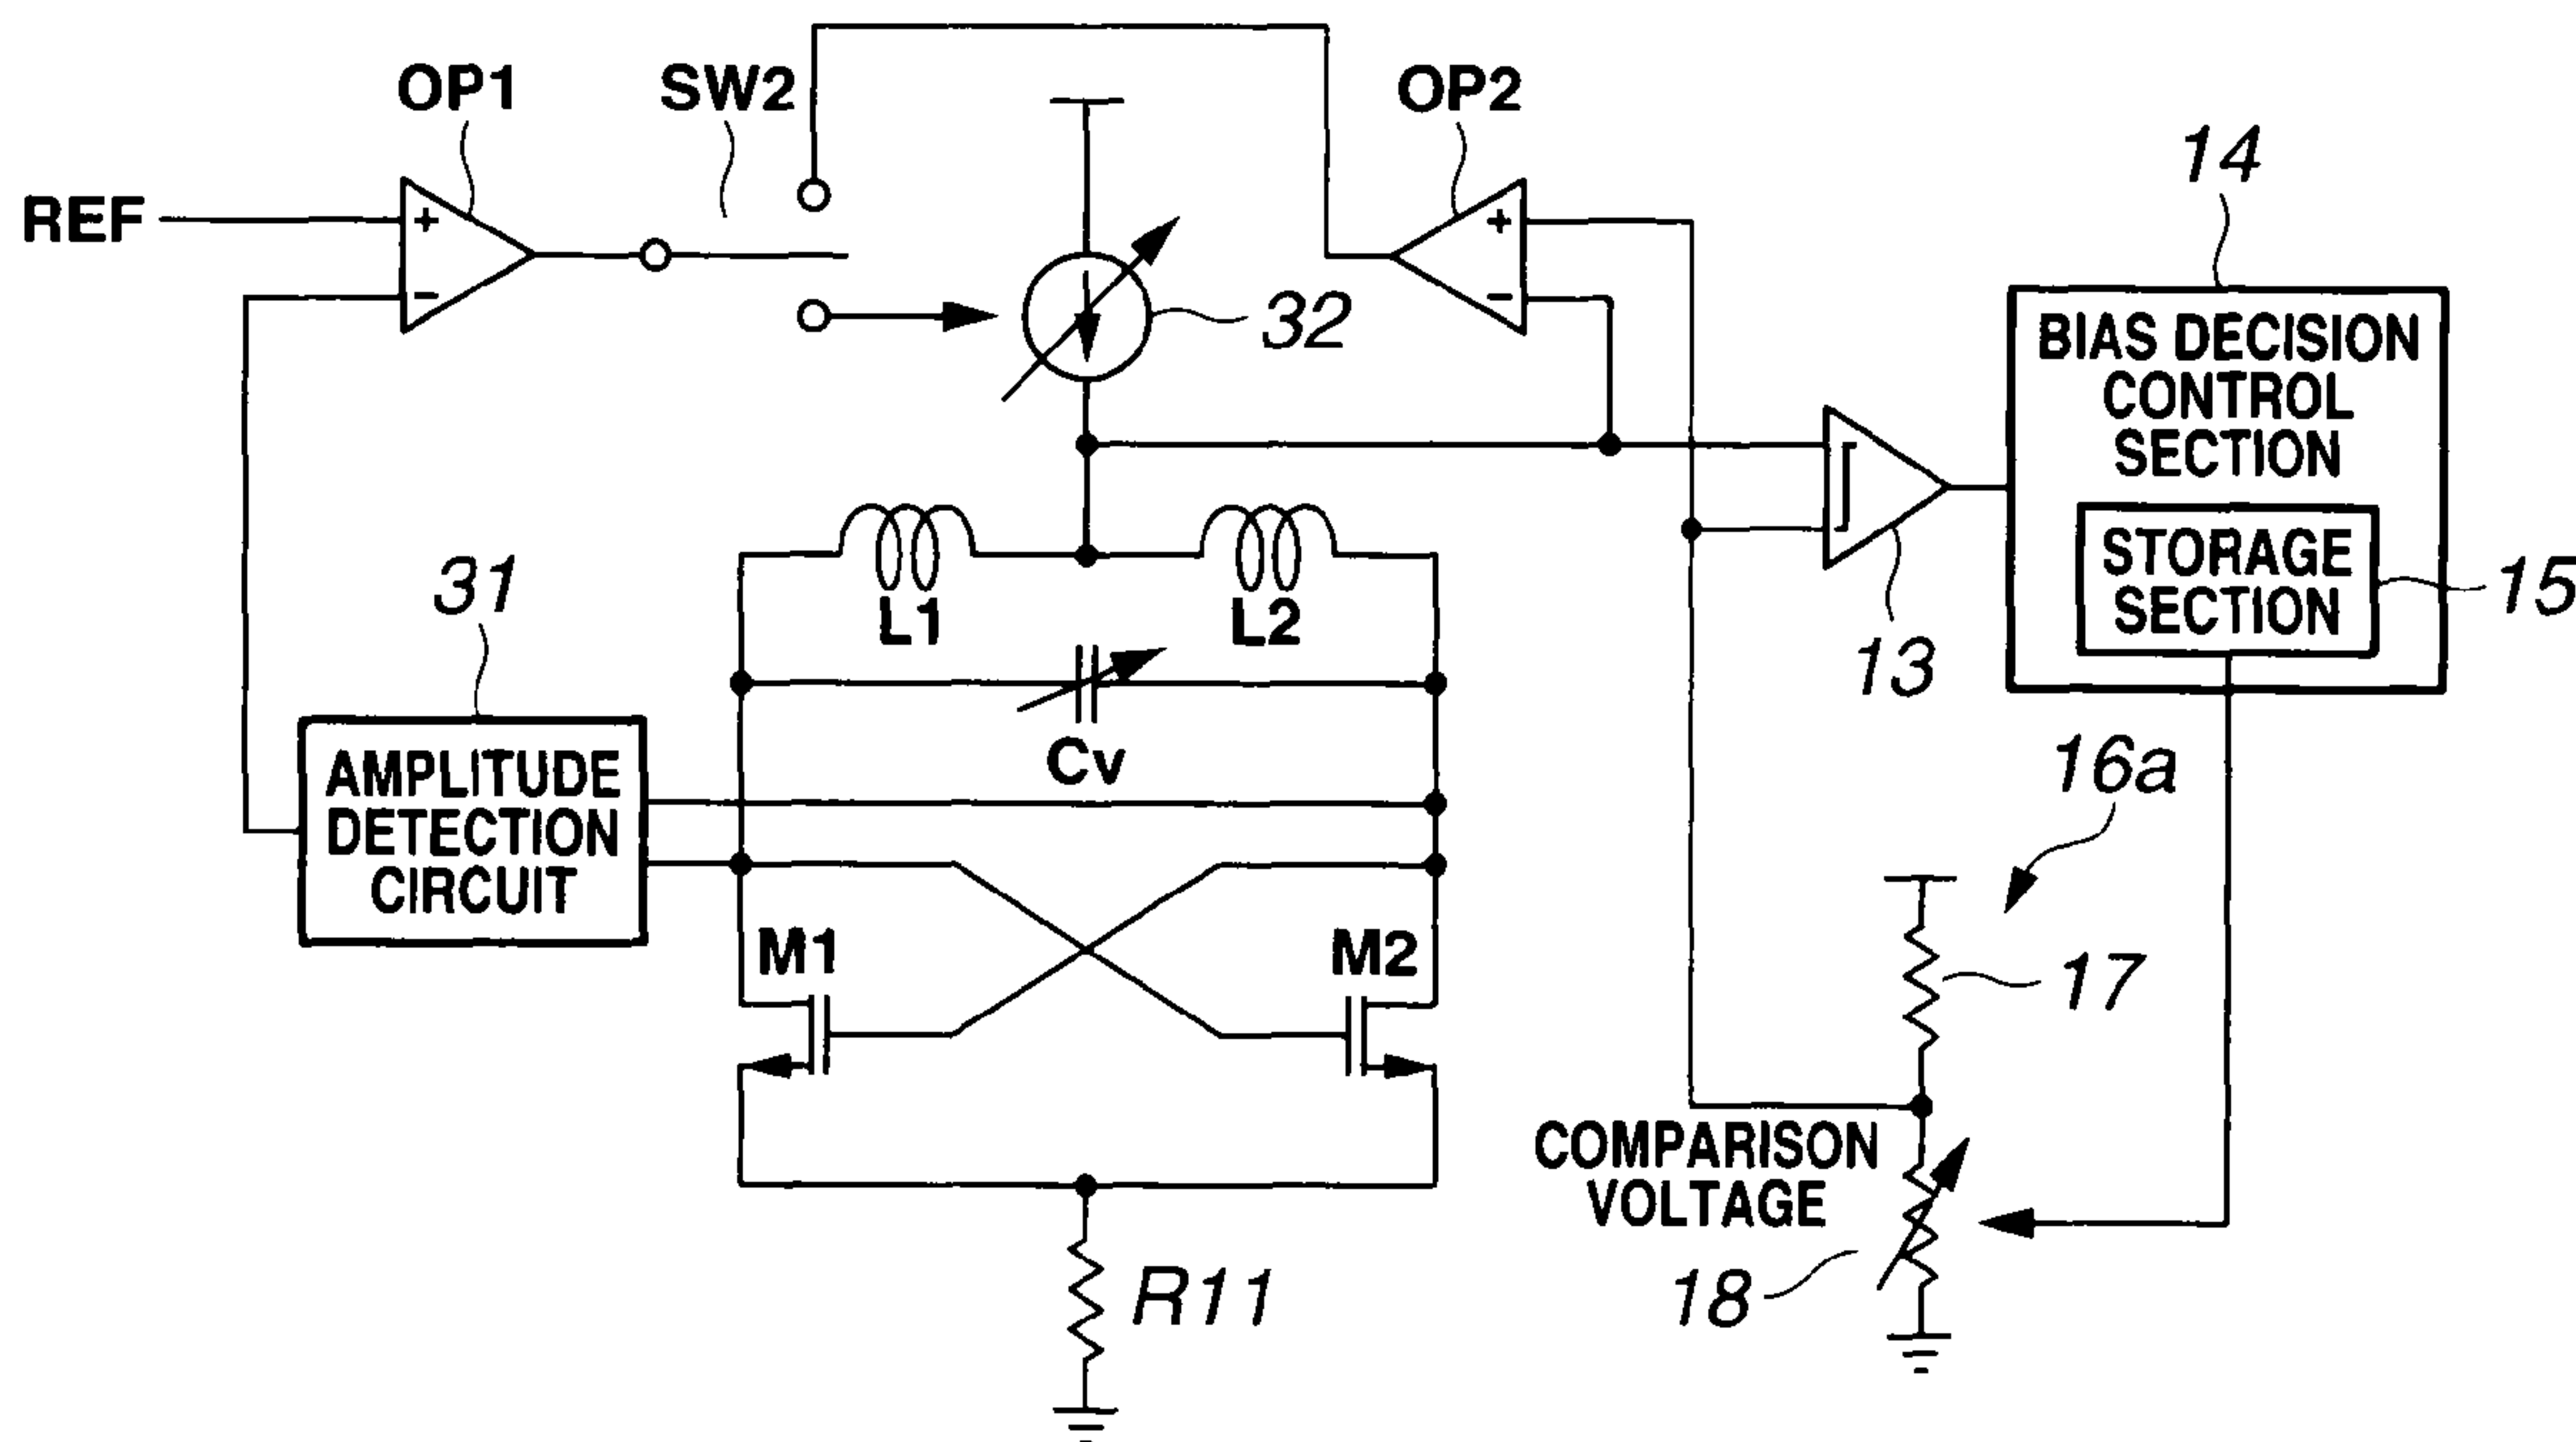 OP1
SW2
OP2
14
REF
+
−
+
−
32
BIAS DECISION
CONTROL
SECTION
STORAGE
SECTION
15
13
L1
L2
31
Cv
AMPLITUDE
DETECTION
CIRCUIT
16a
M1
M2
17
COMPARISON
VOLTAGE
18
R11